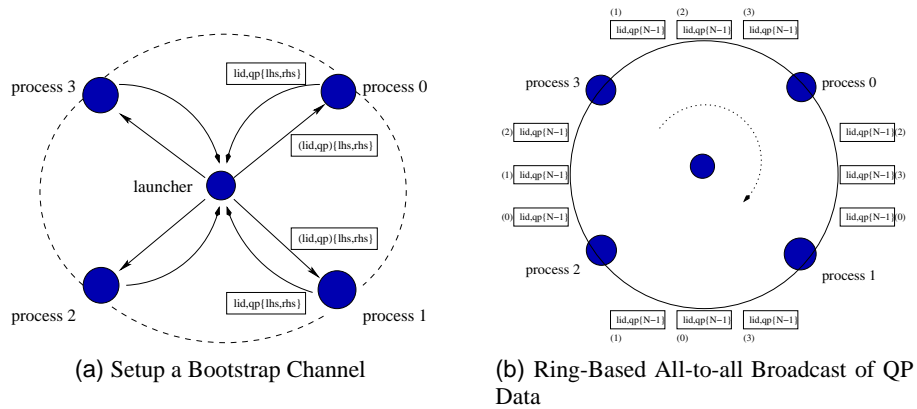 process 3
process 0
lid,qp{lhs,rhs}
(lid,qp){lhs,rhs}
launcher
(lid,qp){lhs,rhs}
lid,qp{lhs,rhs}
process 2
process 1
(a) Setup a Bootstrap Channel
(1) (2) (3)
lid,qp{N−1} lid,qp{N−1} lid,qp{N−1}
process 3
process 0
(2) lid,qp{N−1}
lid,qp{N−1} (2)
(1) lid,qp{N−1}
lid,qp{N−1} (3)
(0) lid,qp{N−1}
lid,qp{N−1} (0)
process 2
process 1
lid,qp{N−1} lid,qp{N−1} lid,qp{N−1}
(1) (0) (3)
(b) Ring-Based All-to-all Broadcast of QP
Data